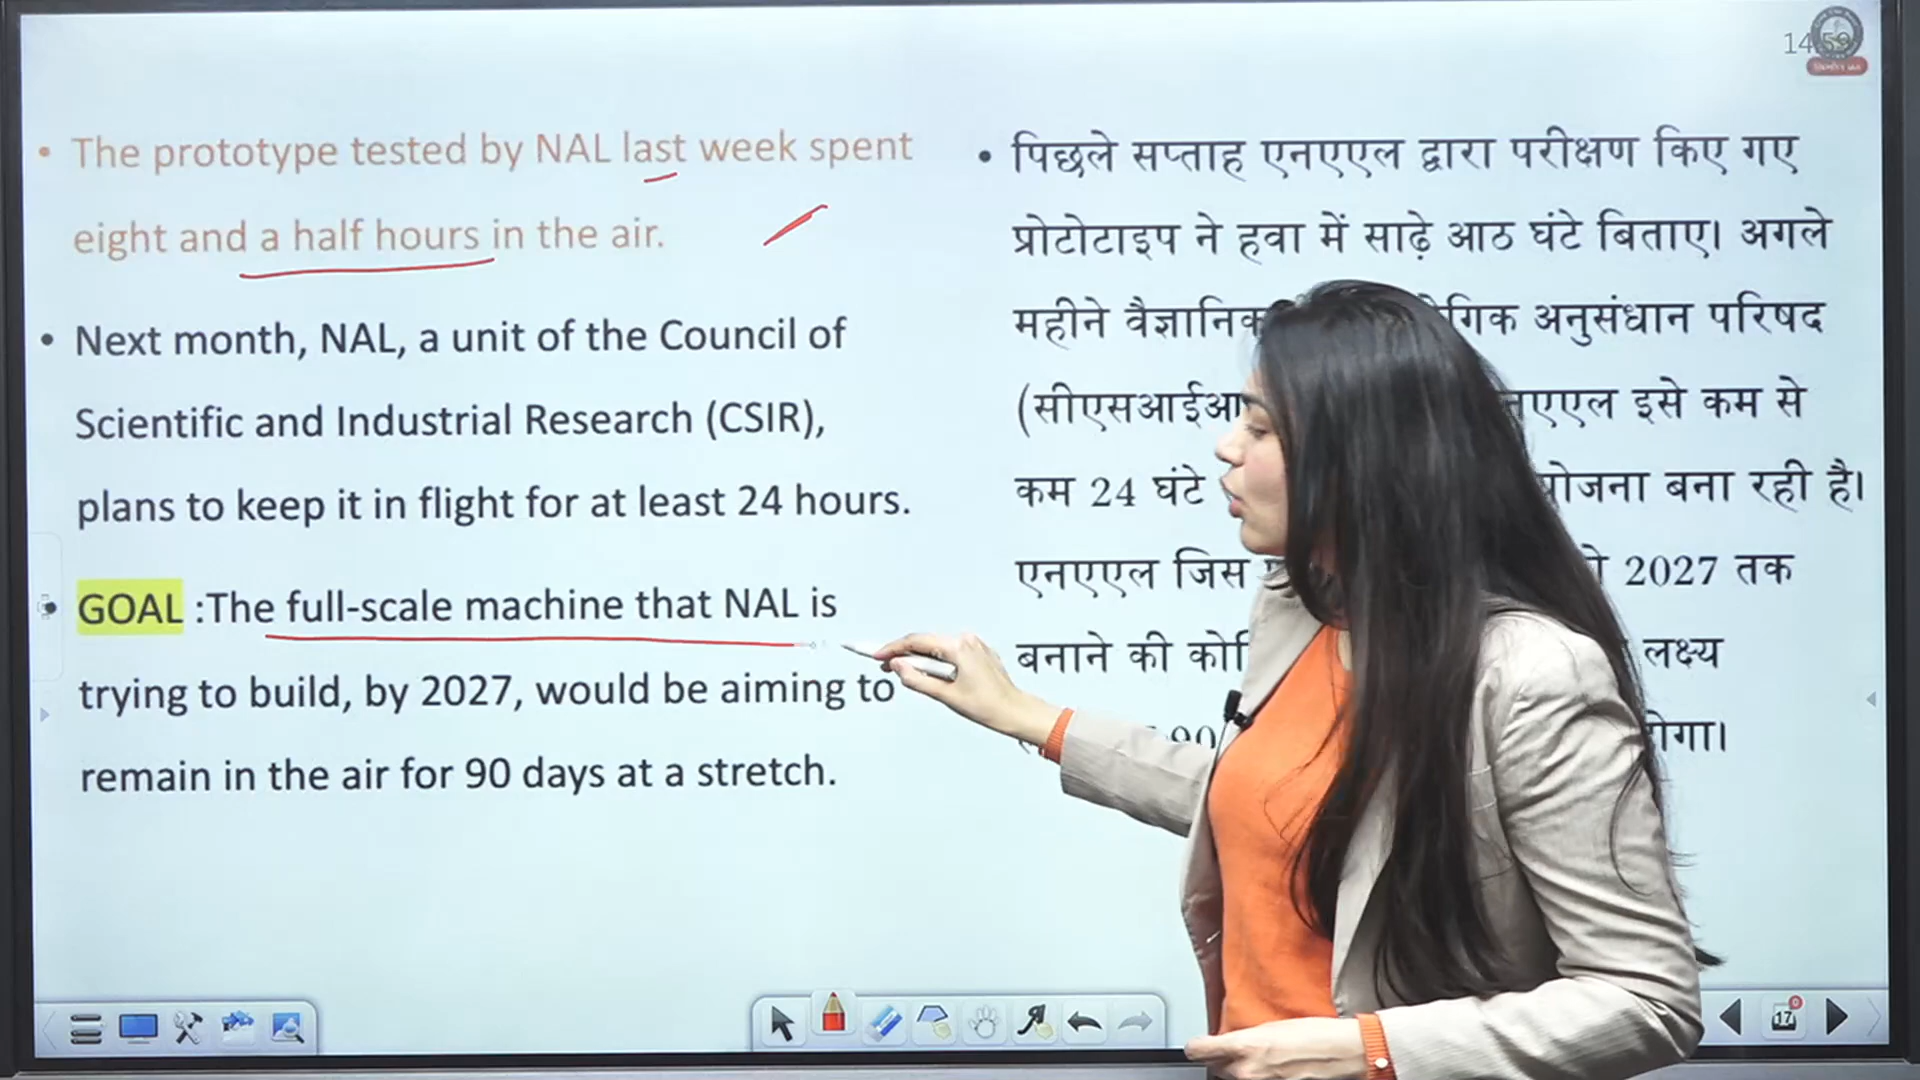 • The prototype tested by NAL last week spent
eight and a half hours in the air.
• Next month, NAL, a unit of the Council of
Scientific and Industrial Research (CSIR),
plans to keep it in flight for at least 24 hours.
• GOAL :The full-scale machine that NAL is
trying to build, by 2027, would be aiming to
remain in the air for 90 days at a stretch.
• पिछले सप्ताह एनएएल द्वारा परीक्षण किए गए
प्रोटोटाइप ने हवा में साढ़े आठ घंटे बिताए। अगले
महीने अनुसंधान परिषद
इसे कम से
कम 24 घंटे बना रही है।
एनएएल जिस 2027 तक
बनाने की लक्ष्य
90
17
0